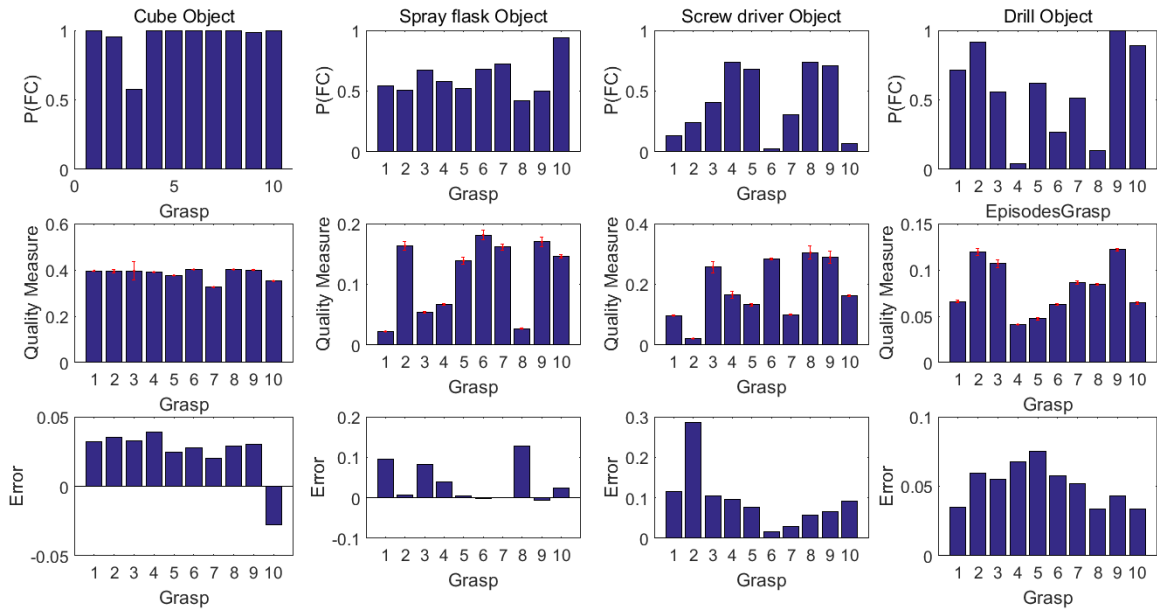 Cube Object
Spray flask Object
Screw driver Object
Drill Object
P(FC)
1
0.5
0
0 5 10
Grasp
P(FC)
1
0.5
0
1 2 3 4 5 6 7 8 9 10
Grasp
P(FC)
1
0.5
0
1 2 3 4 5 6 7 8 9 10
Grasp
P(FC)
1
0.5
0
1 2 3 4 5 6 7 8 9 10
EpisodesGrasp
Quality Measure
0.6
0.4
0.2
0
1 2 3 4 5 6 7 8 9 10
Grasp
Quality Measure
0.2
0.1
0
1 2 3 4 5 6 7 8 9 10
Grasp
Quality Measure
0.4
0.2
0
1 2 3 4 5 6 7 8 9 10
Grasp
Quality Measure
0.15
0.1
0.05
0
1 2 3 4 5 6 7 8 9 10
Grasp
Error
0.05
0
-0.05
1 2 3 4 5 6 7 8 9 10
Grasp
Error
0.2
0.1
0
-0.1
1 2 3 4 5 6 7 8 9 10
Grasp
Error
0.3
0.2
0.1
0
1 2 3 4 5 6 7 8 9 10
Grasp
Error
0.1
0.05
0
1 2 3 4 5 6 7 8 9 10
Grasp